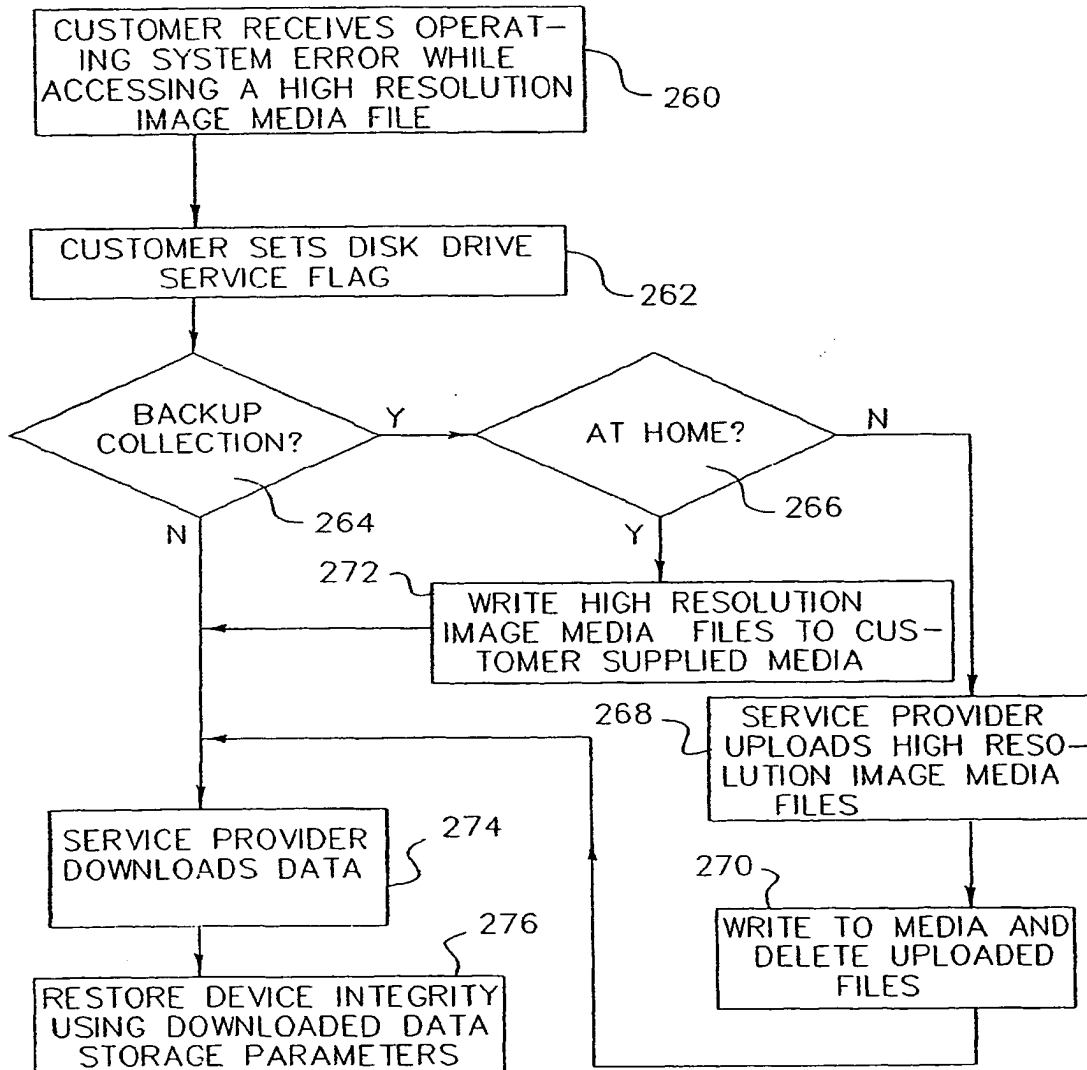 CUSTOMER RECEIVES OPERAT-
ING SYSTEM ERROR WHILE
ACCESSING A HIGH RESOLUTION
IMAGE MEDIA FILE
260
CUSTOMER SETS DISK DRIVE
SERVICE FLAG
262
BACKUP
COLLECTION?
264
Y
N
AT HOME?
266
N
Y
272
WRITE HIGH RESOLUTION
IMAGE MEDIA FILES TO CUS-
TOMER SUPPLIED MEDIA
268
SERVICE PROVIDER
UPLOADS HIGH RESO-
LUTION IMAGE MEDIA
FILES
SERVICE PROVIDER
DOWNLOADS DATA
274
270
WRITE TO MEDIA AND
DELETE UPLOADED
FILES
276
RESTORE DEVICE INTEGRITY
USING DOWNLOADED DATA
STORAGE PARAMETERS